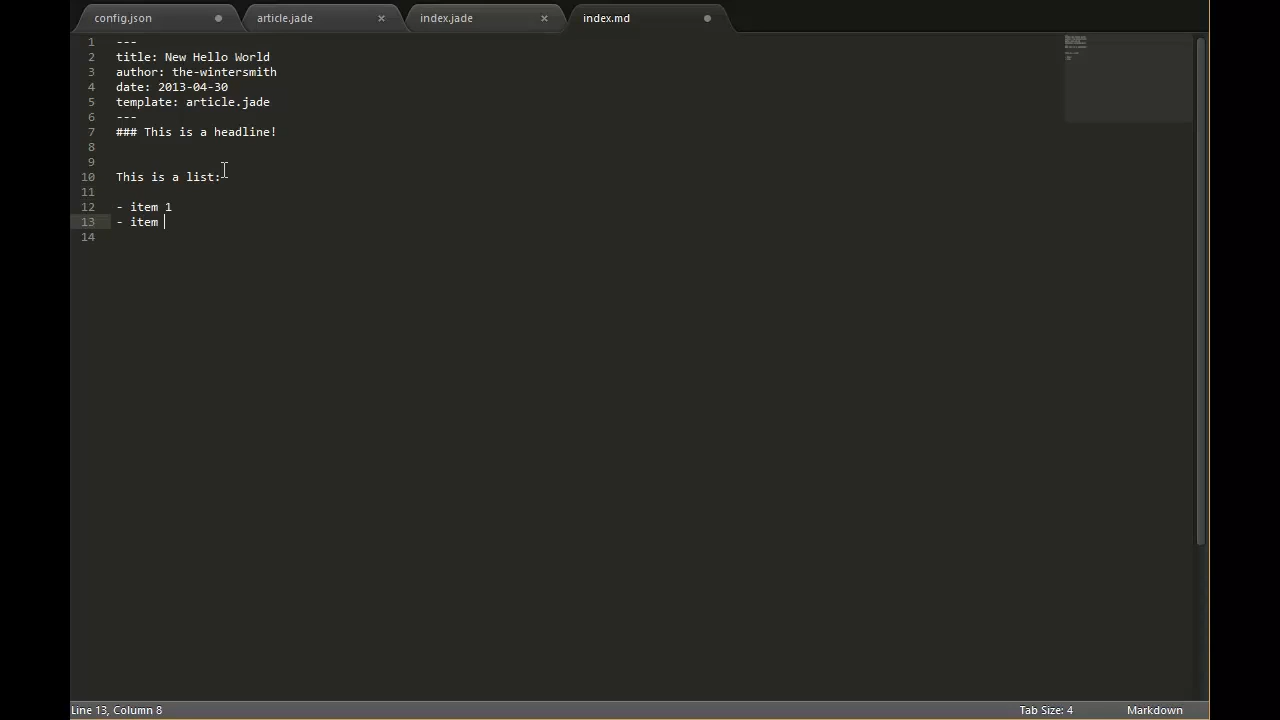 config.json article.jade index.jade index.md
1 ---
2 title: New Hello World
3 author: the-wintersmith
4 date: 2013-04-30
5 template: article.jade
6 ---
7 ### This is a headline!
8
9
10 This is a list:
11
12 - item 1
13 - item
14
Line 13, Column 8 Tab Size: 4 Markdown